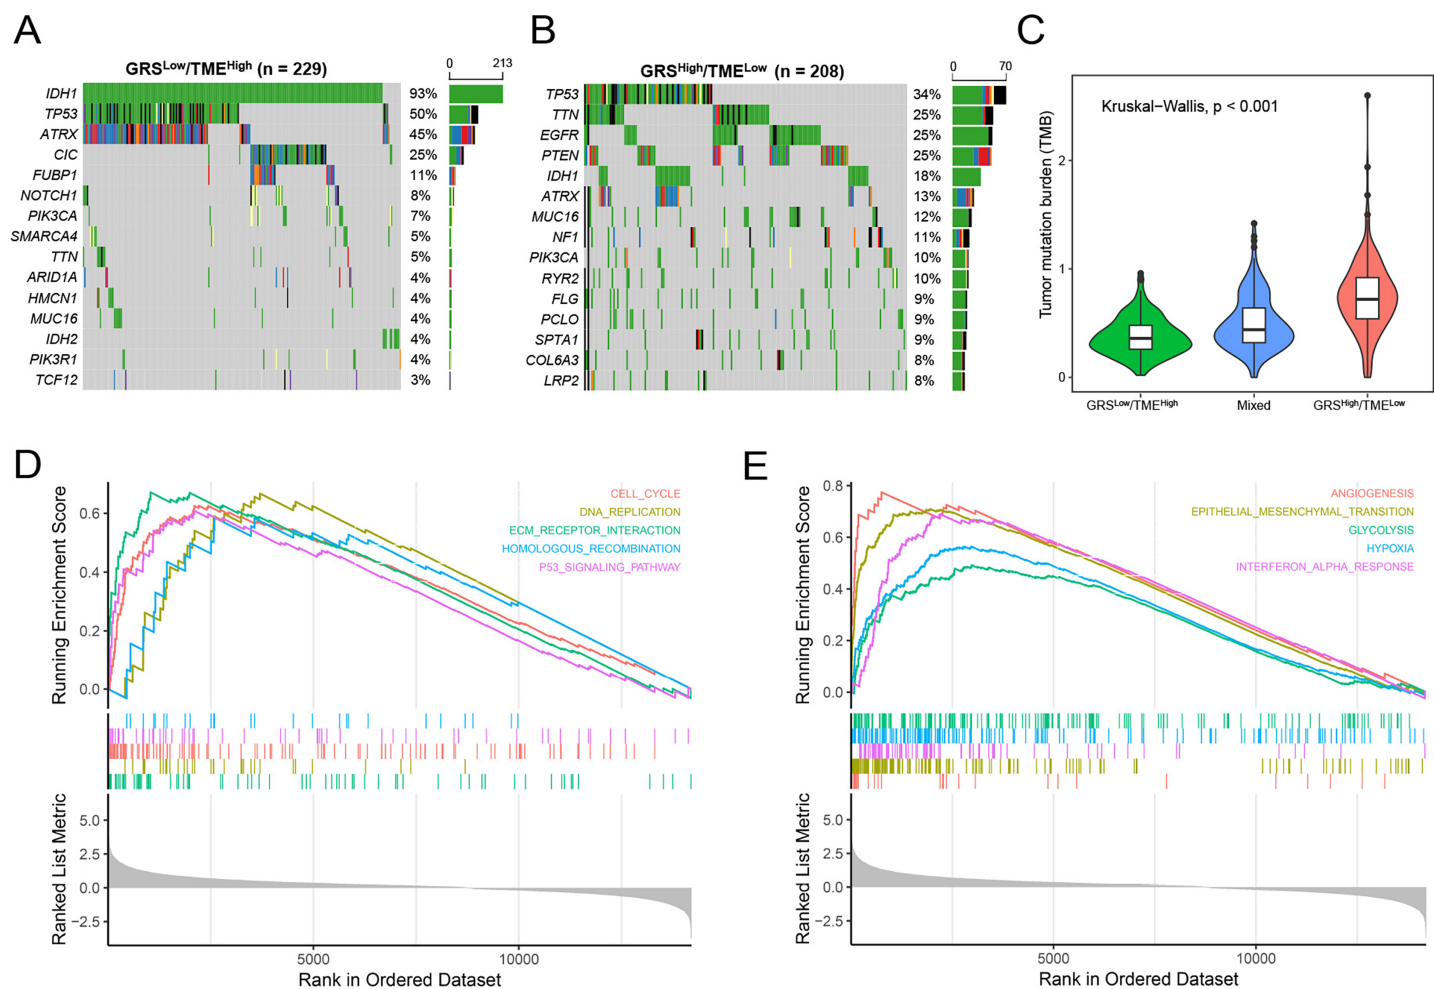 A
GRSLow/TMEHigh (n = 229)
0 213
IDH1 93%
TP53 50%
ATRX 45%
CIC 25%
FUBP1 11%
NOTCH1 8%
PIK3CA 7%
SMARCA4 5%
TTN 5%
ARID1A 4%
HMCN1 4%
MUC16 4%
IDH2 4%
PIK3R1 4%
TCF12 3%
B
GRSHigh/TMELow (n = 208)
0 70
TP53 34%
TTN 25%
EGFR 25%
PTEN 25%
IDH1 18%
ATRX 13%
MUC16 12%
NF1 11%
PIK3CA 10%
RYR2 10%
FLG 9%
PCLO 9%
SPTA1 9%
COL6A3 8%
LRP2 8%
C
Kruskal−Wallis, p < 0.001
Tumor mutation burden (TMB)
2
1
0
GRSLow/TMEHigh Mixed GRSHigh/TMELow
D
Running Enrichment Score
0.6
0.4
0.2
0.0
CELL_CYCLE
DNA_REPLICATION
ECM_RECEPTOR_INTERACTION
HOMOLOGOUS_RECOMBINATION
P53_SIGNALING_PATHWAY
Ranked List Metric
5.0
2.5
0.0
−2.5
5000 10000
Rank in Ordered Dataset
E
Running Enrichment Score
0.8
0.6
0.4
0.2
0.0
ANGIOGENESIS
EPITHELIAL_MESENCHYMAL_TRANSITION
GLYCOLYSIS
HYPOXIA
INTERFERON_ALPHA_RESPONSE
Ranked List Metric
5.0
2.5
0.0
−2.5
5000 10000
Rank in Ordered Dataset